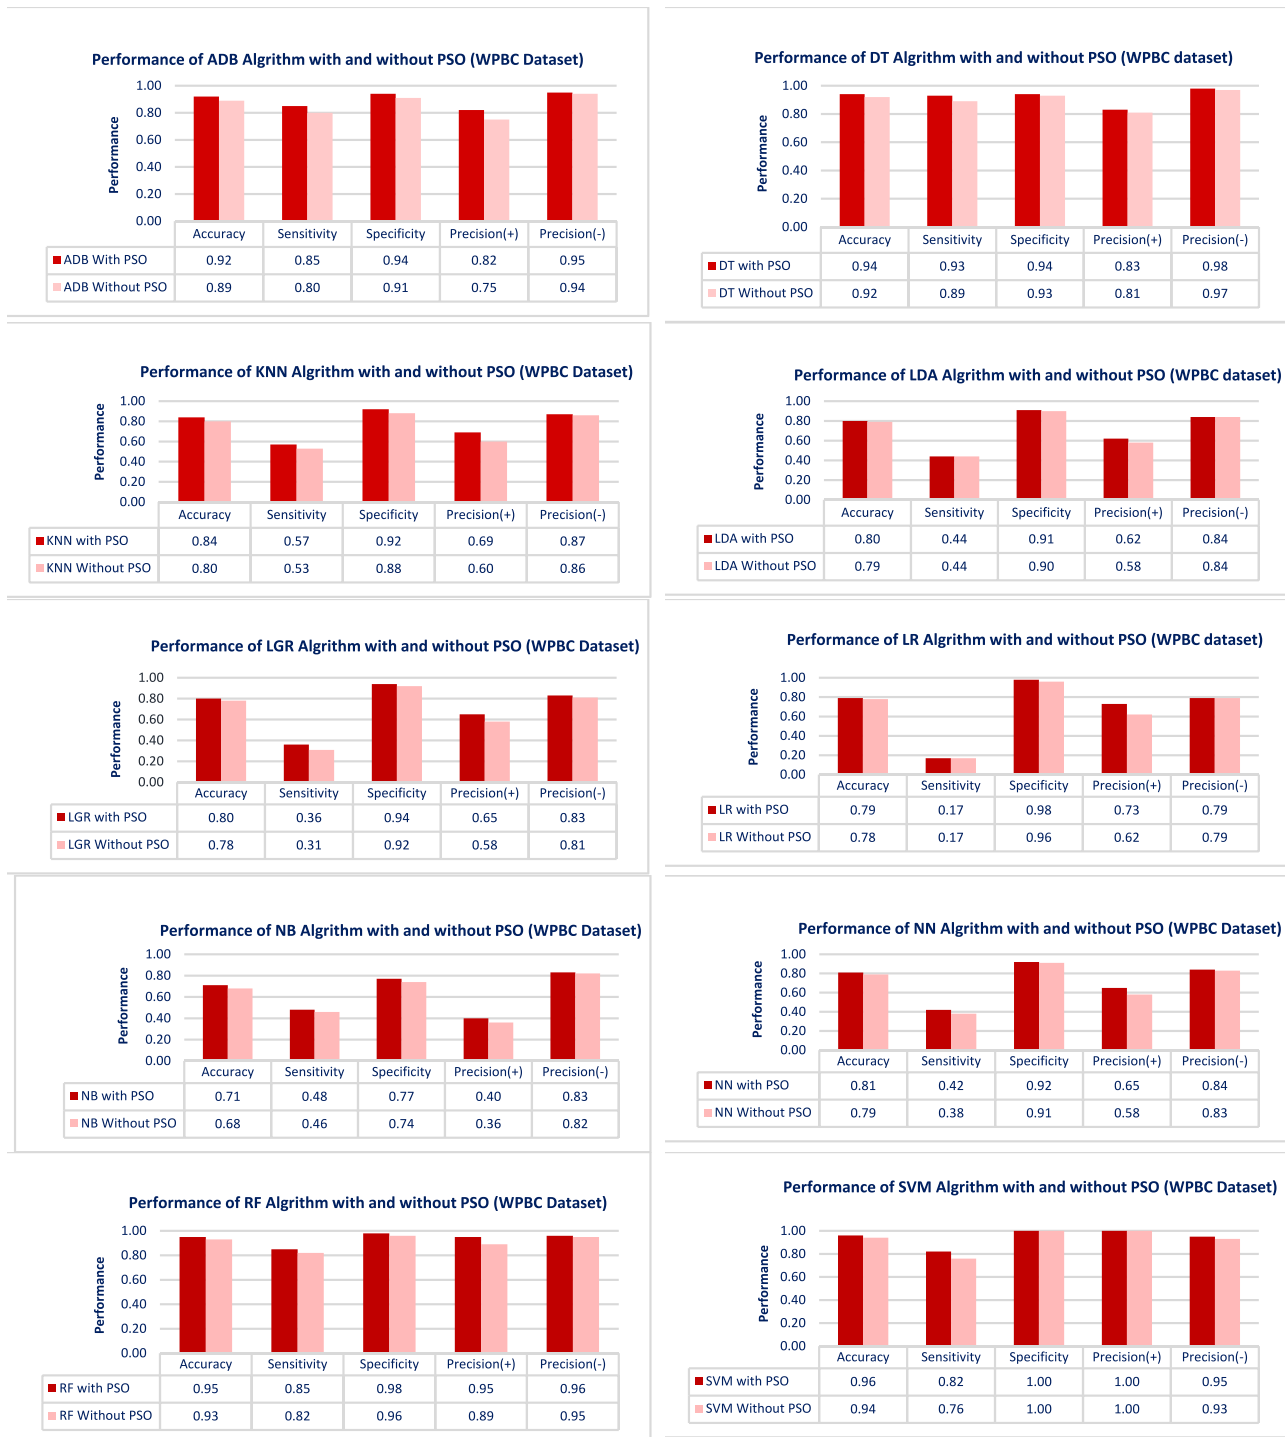 Performance of ADB Algrithm with and without PSO (WPBC Dataset)
Performance
1.00
0.80
0.60
0.40
0.20
0.00
Accuracy Sensitivity Specificity Precision(+) Precision(-)
ADB With PSO 0.92 0.85 0.94 0.82 0.95
ADB Without PSO 0.89 0.80 0.91 0.75 0.94
Performance of DT Algrithm with and without PSO (WPBC dataset)
Performance
1.00
0.80
0.60
0.40
0.20
0.00
Accuracy Sensitivity Specificity Precision(+) Precision(-)
DT with PSO 0.94 0.93 0.94 0.83 0.98
DT Without PSO 0.92 0.89 0.93 0.81 0.97
Performance of KNN Algrithm with and without PSO (WPBC Dataset)
Performance
1.00
0.80
0.60
0.40
0.20
0.00
Accuracy Sensitivity Specificity Precision(+) Precision(-)
KNN with PSO 0.84 0.57 0.92 0.69 0.87
KNN Without PSO 0.80 0.53 0.88 0.60 0.86
Performance of LDA Algrithm with and without PSO (WPBC dataset)
Performance
1.00
0.80
0.60
0.40
0.20
0.00
Accuracy Sensitivity Specificity Precision(+) Precision(-)
LDA with PSO 0.80 0.44 0.91 0.62 0.84
LDA Without PSO 0.79 0.44 0.90 0.58 0.84
Performance of LGR Algrithm with and without PSO (WPBC Dataset)
Performance
1.00
0.80
0.60
0.40
0.20
0.00
Accuracy Sensitivity Specificity Precision(+) Precision(-)
LGR with PSO 0.80 0.36 0.94 0.65 0.83
LGR Without PSO 0.78 0.31 0.92 0.58 0.81
Performance of LR Algrithm with and without PSO (WPBC dataset)
Performance
1.00
0.80
0.60
0.40
0.20
0.00
Accuracy Sensitivity Specificity Precision(+) Precision(-)
LR with PSO 0.79 0.17 0.98 0.73 0.79
LR Without PSO 0.78 0.17 0.96 0.62 0.79
Performance of NB Algrithm with and without PSO (WPBC Dataset)
Performance
1.00
0.80
0.60
0.40
0.20
0.00
Accuracy Sensitivity Specificity Precision(+) Precision(-)
NB with PSO 0.71 0.48 0.77 0.40 0.83
NB Without PSO 0.68 0.46 0.74 0.36 0.82
Performance of NN Algrithm with and without PSO (WPBC Dataset)
Performance
1.00
0.80
0.60
0.40
0.20
0.00
Accuracy Sensitivity Specificity Precision(+) Precision(-)
NN with PSO 0.81 0.42 0.92 0.65 0.84
NN Without PSO 0.79 0.38 0.91 0.58 0.83
Performance of RF Algrithm with and without PSO (WPBC Dataset)
Performance
1.00
0.80
0.60
0.40
0.20
0.00
Accuracy Sensitivity Specificity Precision(+) Precision(-)
RF with PSO 0.95 0.85 0.98 0.95 0.96
RF Without PSO 0.93 0.82 0.96 0.89 0.95
Performance of SVM Algrithm with and without PSO (WPBC Dataset)
Performance
1.00
0.80
0.60
0.40
0.20
0.00
Accuracy Sensitivity Specificity Precision(+) Precision(-)
SVM with PSO 0.96 0.82 1.00 1.00 0.95
SVM Without PSO 0.94 0.76 1.00 1.00 0.93